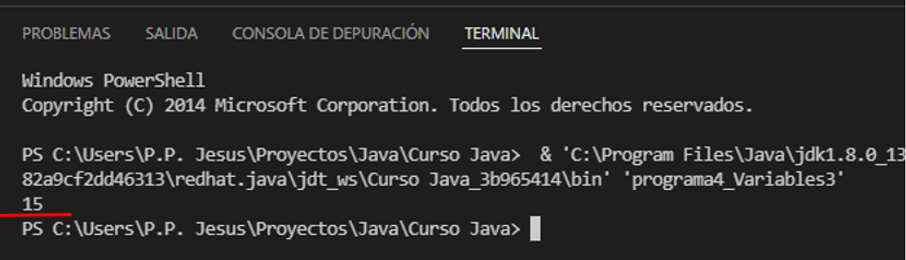 PROBLEMAS SALIDA CONSOLA DE DEPURACIÓN TERMINAL
Windows PowerShell
Copyright (C) 2014 Microsoft Corporation. Todos los derechos reservados.
PS C:\Users\P.P. Jesus\Proyectos\Java\Curso Java>  & 'C:\Program Files\Java\jdk1.8.0_13
82a9cf2dd46313\redhat.java\jdt_ws\Curso Java_3b965414\bin' 'programa4_Variables3'
15
PS C:\Users\P.P. Jesus\Proyectos\Java\Curso Java>